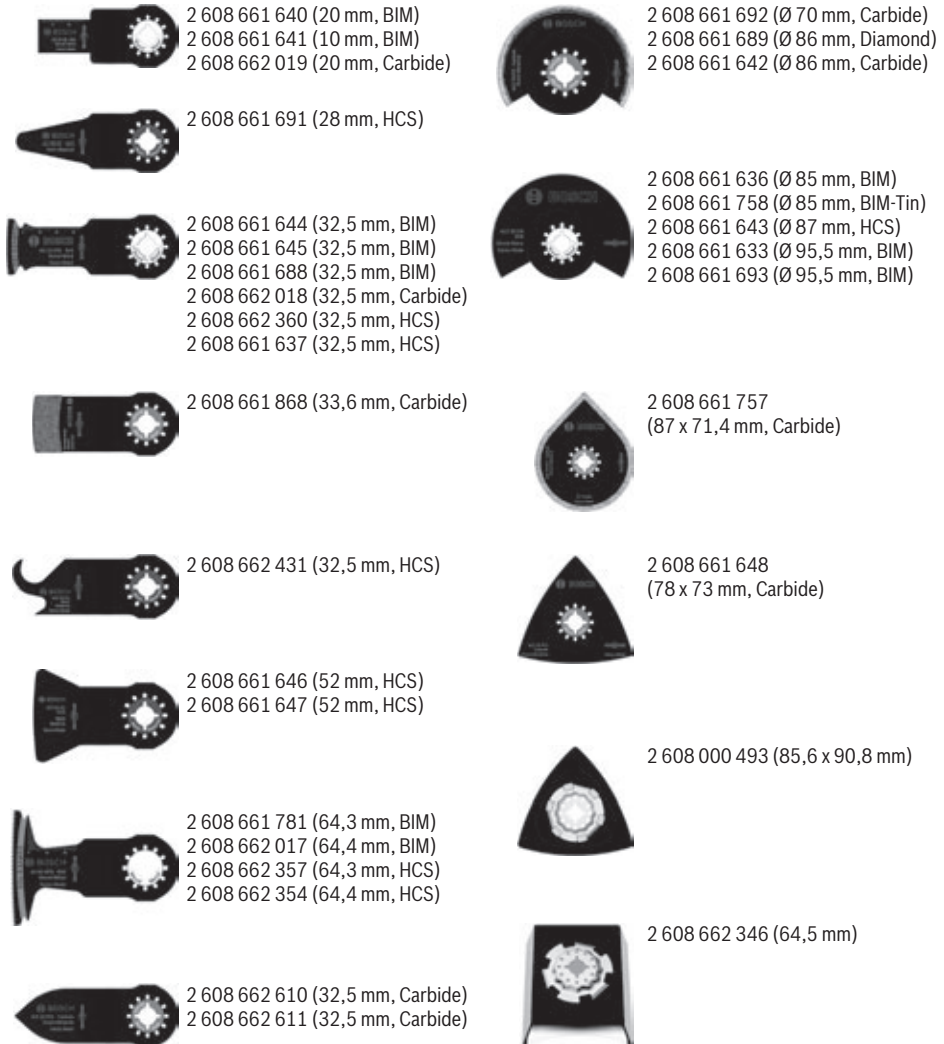 2 608 661 640 (20 mm, BIM)
2 608 661 641 (10 mm, BIM)
2 608 662 019 (20 mm, Carbide)
2 608 661 691 (28 mm, HCS)
2 608 661 644 (32,5 mm, BIM)
2 608 661 645 (32,5 mm, BIM)
2 608 661 688 (32,5 mm, BIM)
2 608 662 018 (32,5 mm, Carbide)
2 608 662 360 (32,5 mm, HCS)
2 608 661 637 (32,5 mm, HCS)
2 608 661 868 (33,6 mm, Carbide)
2 608 662 431 (32,5 mm, HCS)
2 608 661 646 (52 mm, HCS)
2 608 661 647 (52 mm, HCS)
2 608 661 781 (64,3 mm, BIM)
2 608 662 017 (64,4 mm, BIM)
2 608 662 357 (64,3 mm, HCS)
2 608 662 354 (64,4 mm, HCS)
2 608 662 610 (32,5 mm, Carbide)
2 608 662 611 (32,5 mm, Carbide)
2 608 661 692 (Ø 70 mm, Carbide)
2 608 661 689 (Ø 86 mm, Diamond)
2 608 661 642 (Ø 86 mm, Carbide)
BOSCH
2 608 661 636 (Ø 85 mm, BIM)
2 608 661 758 (Ø 85 mm, BIM-Tin)
2 608 661 643 (Ø 87 mm, HCS)
2 608 661 633 (Ø 95,5 mm, BIM)
2 608 661 693 (Ø 95,5 mm, BIM)
2 608 661 757
(87 x 71,4 mm, Carbide)
2 608 661 648
(78 x 73 mm, Carbide)
2 608 000 493 (85,6 x 90,8 mm)
2 608 662 346 (64,5 mm)